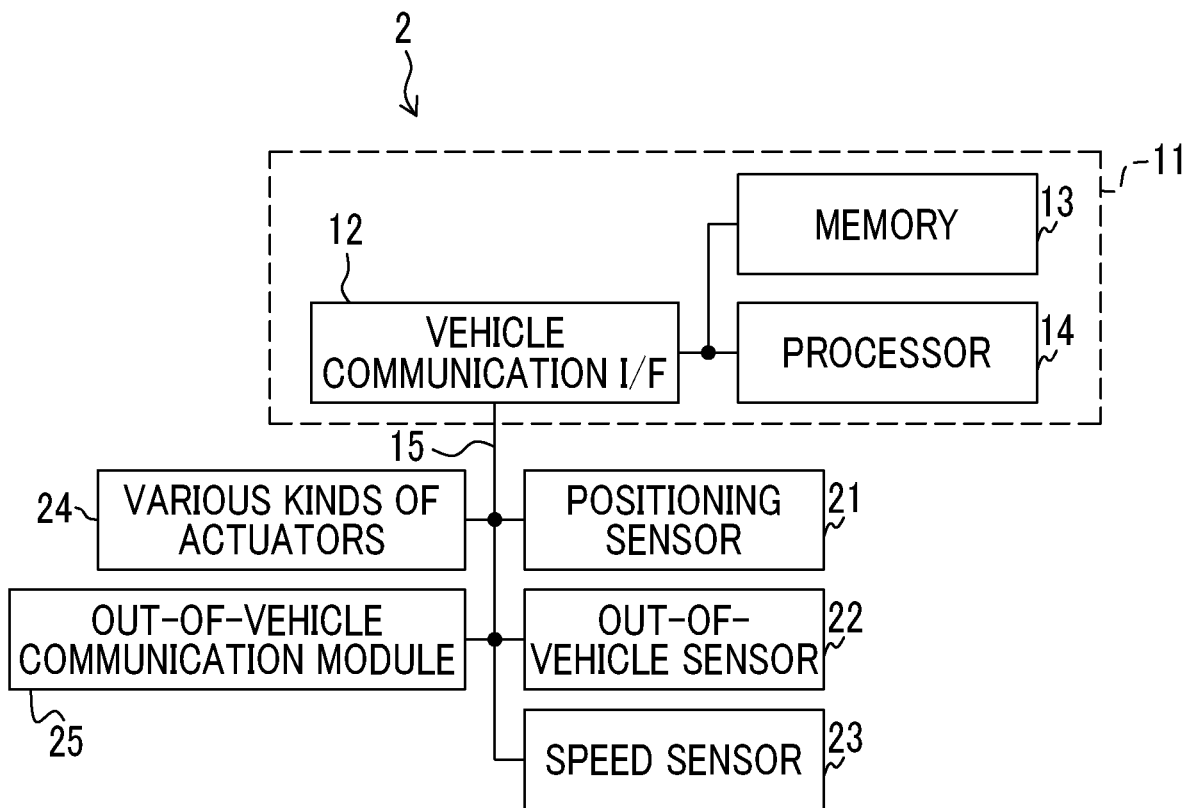 2
11
MEMORY
13
12
VEHICLE
COMMUNICATION I/F
PROCESSOR
14
15
24
VARIOUS KINDS OF
ACTUATORS
POSITIONING
SENSOR
21
OUT-OF-VEHICLE
COMMUNICATION MODULE
OUT-OF-
VEHICLE SENSOR
22
25
SPEED SENSOR
23